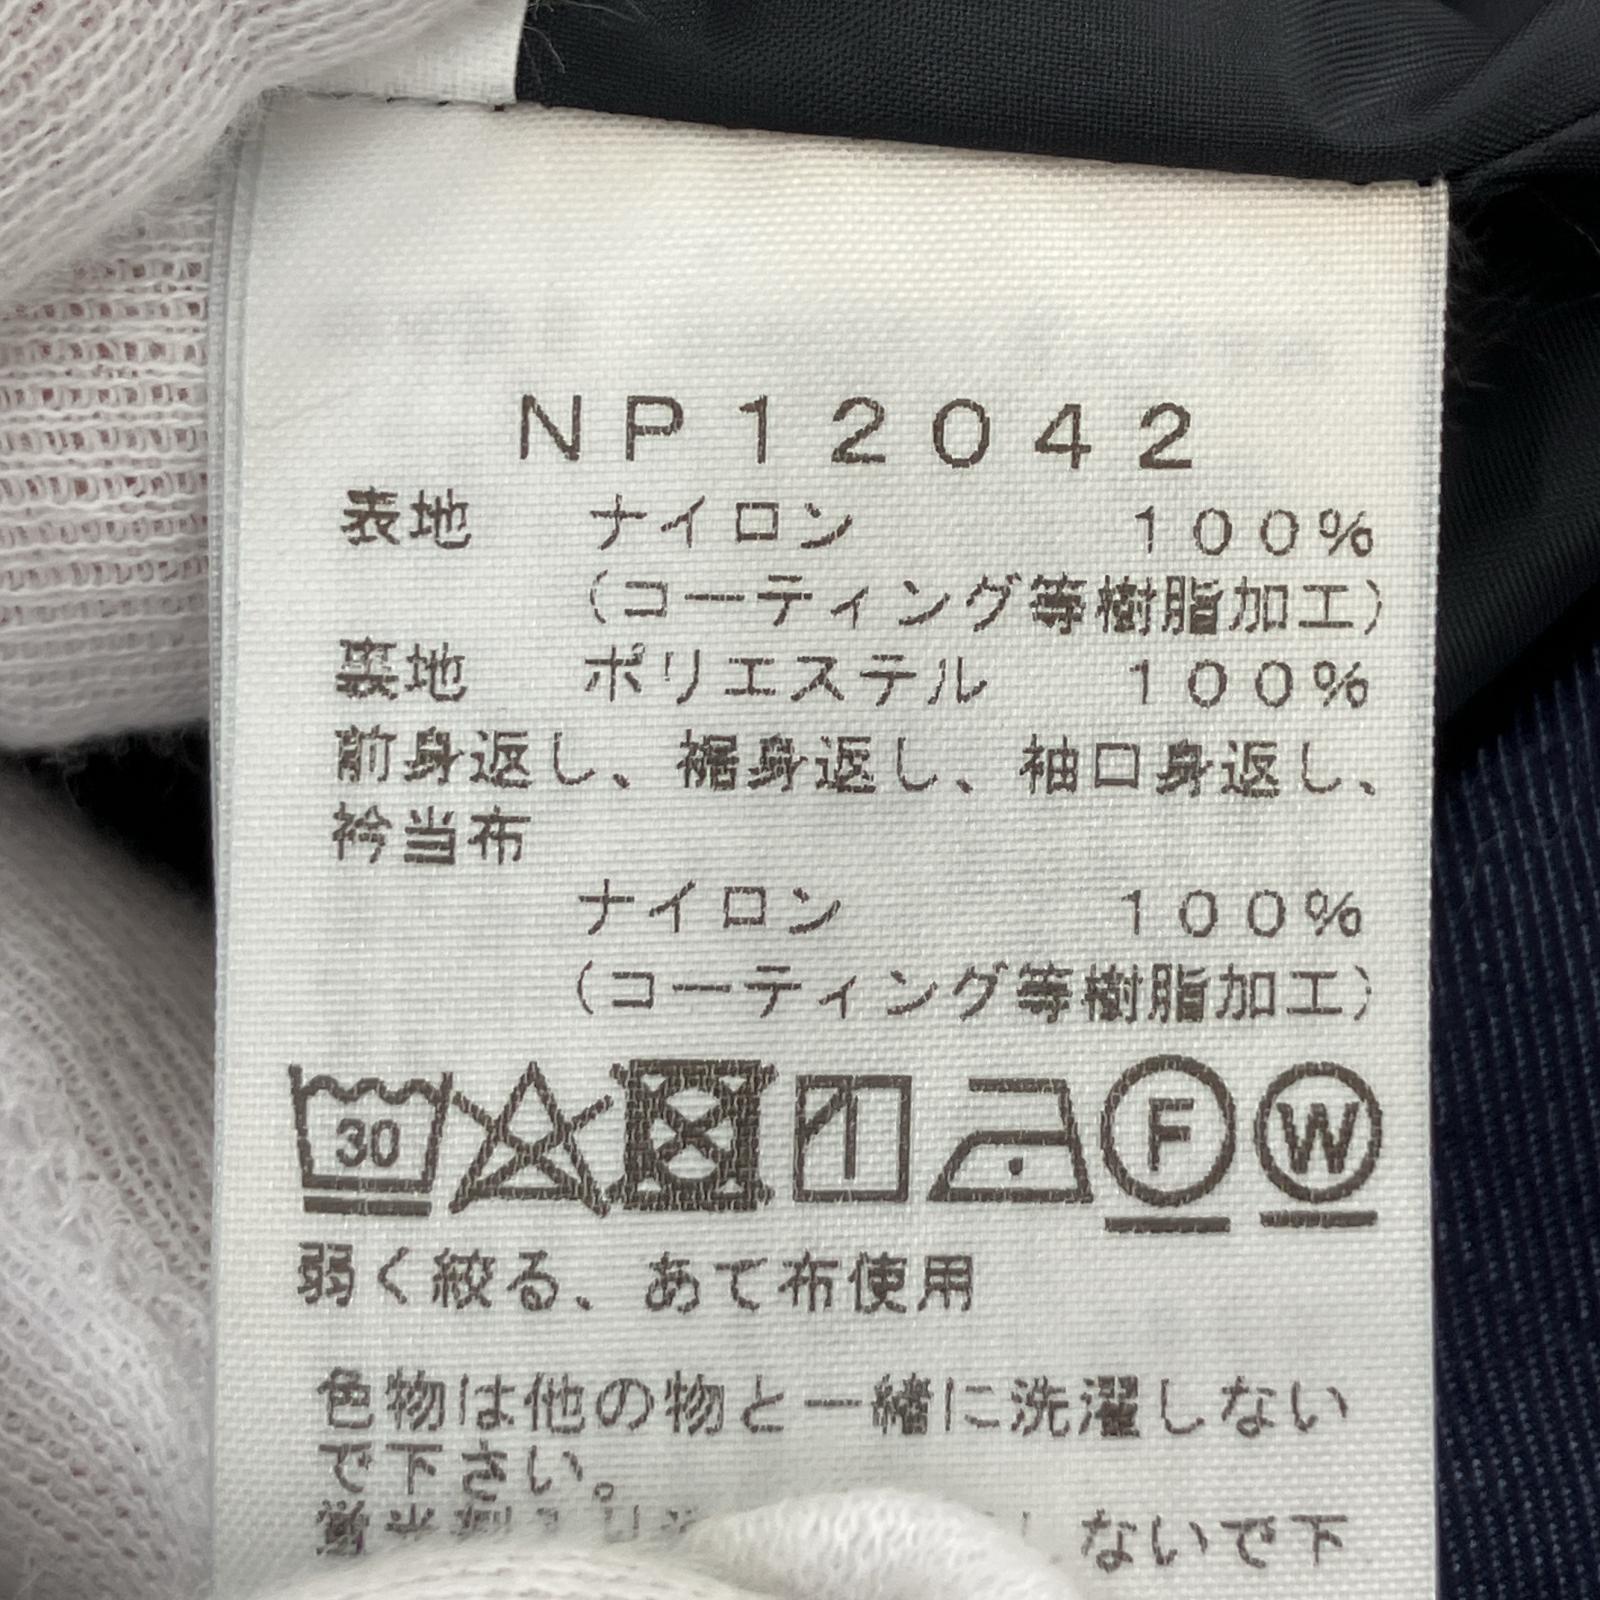 NP12042
表地 ナイロン 100%
(コーティング等樹脂加工)
裏地 ポリエステル 100%
前身返し、裾身返し、袖口身返し、
衿当布
ナイロン 100%
(コーティング等樹脂加工)
30 F W
弱く絞る、あて布使用
色物は他の物と一緒に洗濯しない
で下さい。
ないで下